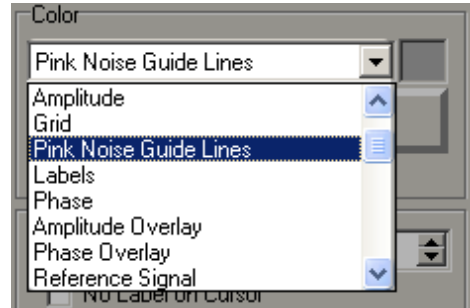 Color
Pink Noise Guide Lines
Amplitude
Grid
Pink Noise Guide Lines
Labels
Phase
Amplitude Overlay
Phase Overlay
Reference Signal
No Label on Cursor